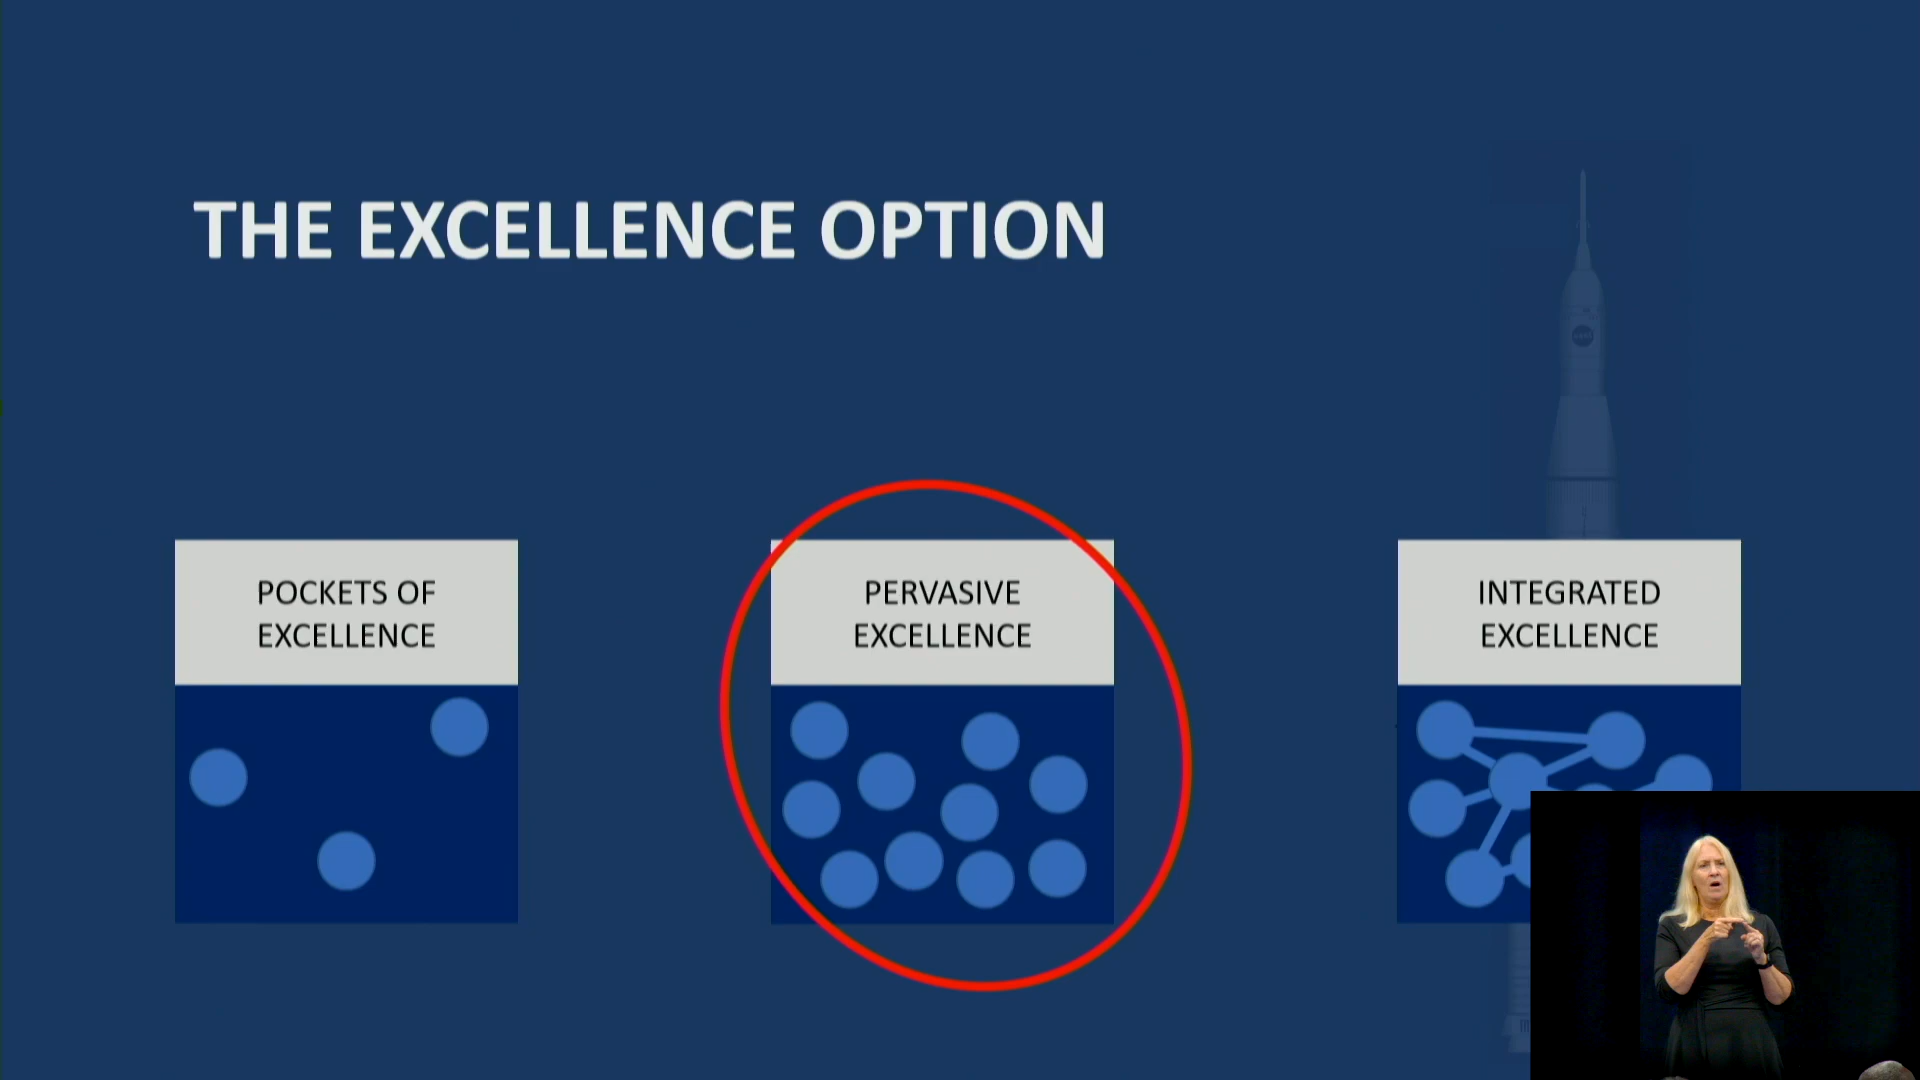 THE EXCELLENCE OPTION
POCKETS OF
EXCELLENCE
PERVASIVE
EXCELLENCE
INTEGRATED
EXCELLENCE